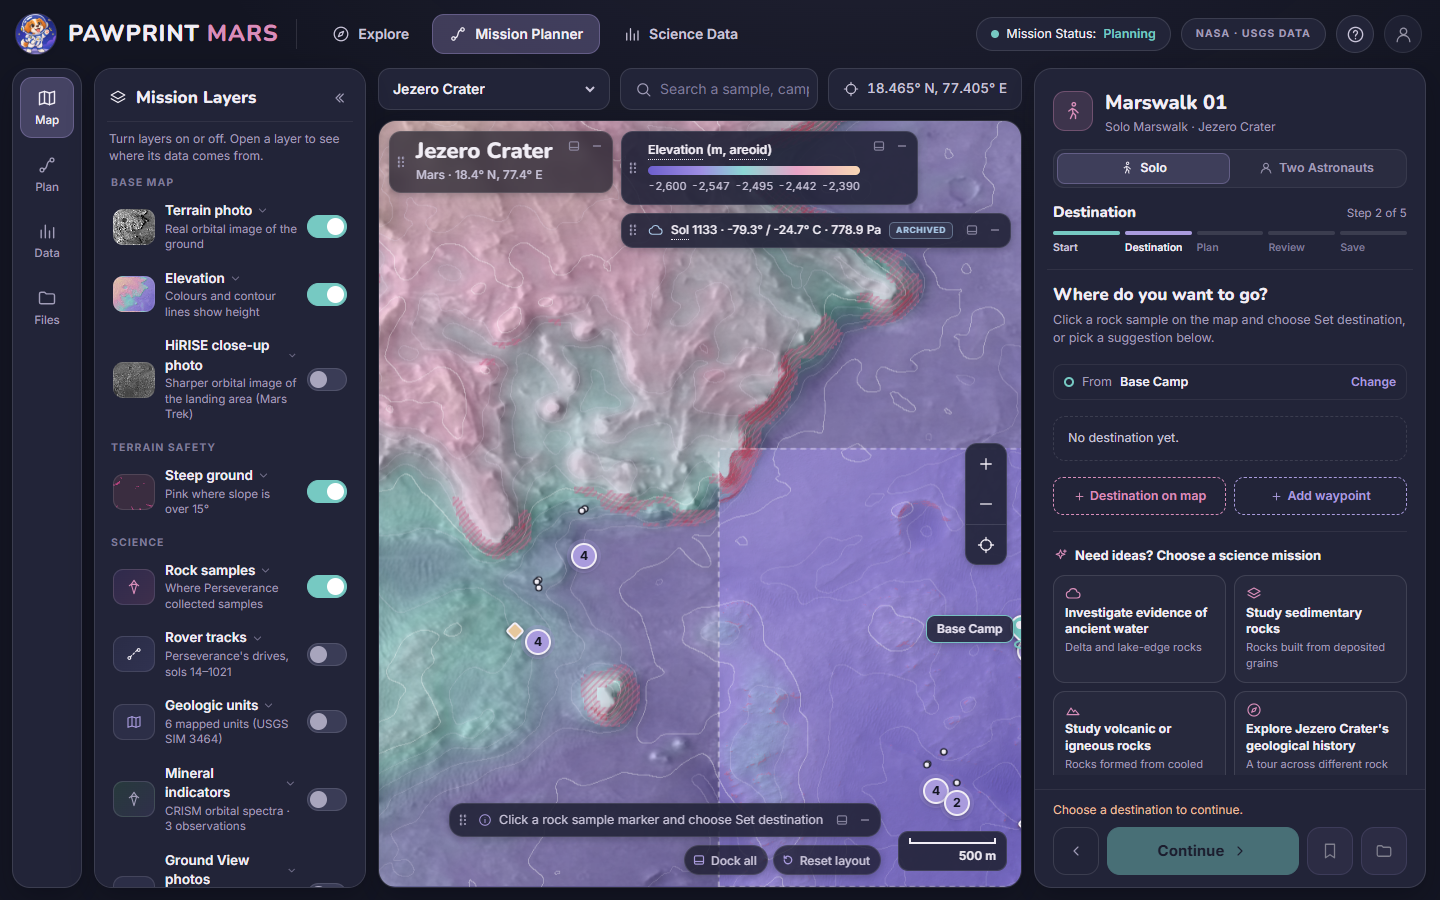 PAWPRINT MARS
Explore
Mission Planner
Science Data
Mission Status: Planning
NASA · USGS DATA
Map
Plan
Data
Files
Mission Layers
Turn layers on or off. Open a layer to see
where its data comes from.
BASE MAP
Terrain photo
Real orbital image of the
ground
Elevation
Colours and contour
lines show height
HiRISE close-up
photo
Sharper orbital image of
the landing area (Mars
Trek)
TERRAIN SAFETY
Steep ground
Pink where slope is
over 15°
SCIENCE
Rock samples
Where Perseverance
collected samples
Rover tracks
Perseverance's drives,
sols 14–1021
Geologic units
6 mapped units (USGS
SIM 3464)
Mineral
indicators
CRISM orbital spectra ·
3 observations
Ground View
photos
Jezero Crater
Search a sample, camp
18.465° N, 77.405° E
Jezero Crater
Mars · 18.4° N, 77.4° E
Elevation (m, areoid)
-2,600 -2,547 -2,495 -2,442 -2,390
Sol 1133 · -79.3° / -24.7° C · 778.9 Pa ARCHIVED
4
4
Base Camp
4
2
Click a rock sample marker and choose Set destination
Dock all
Reset layout
500 m
Marswalk 01
Solo Marswalk · Jezero Crater
Solo
Two Astronauts
Destination
Step 2 of 5
Start
Destination
Plan
Review
Save
Where do you want to go?
Click a rock sample on the map and choose Set destination,
or pick a suggestion below.
From Base Camp
Change
No destination yet.
+ Destination on map
+ Add waypoint
Need ideas? Choose a science mission
Investigate evidence of
ancient water
Delta and lake-edge rocks
Study sedimentary
rocks
Rocks built from deposited
grains
Study volcanic or
igneous rocks
Rocks formed from cooled
Explore Jezero Crater's
geological history
A tour across different rock
Choose a destination to continue.
Continue